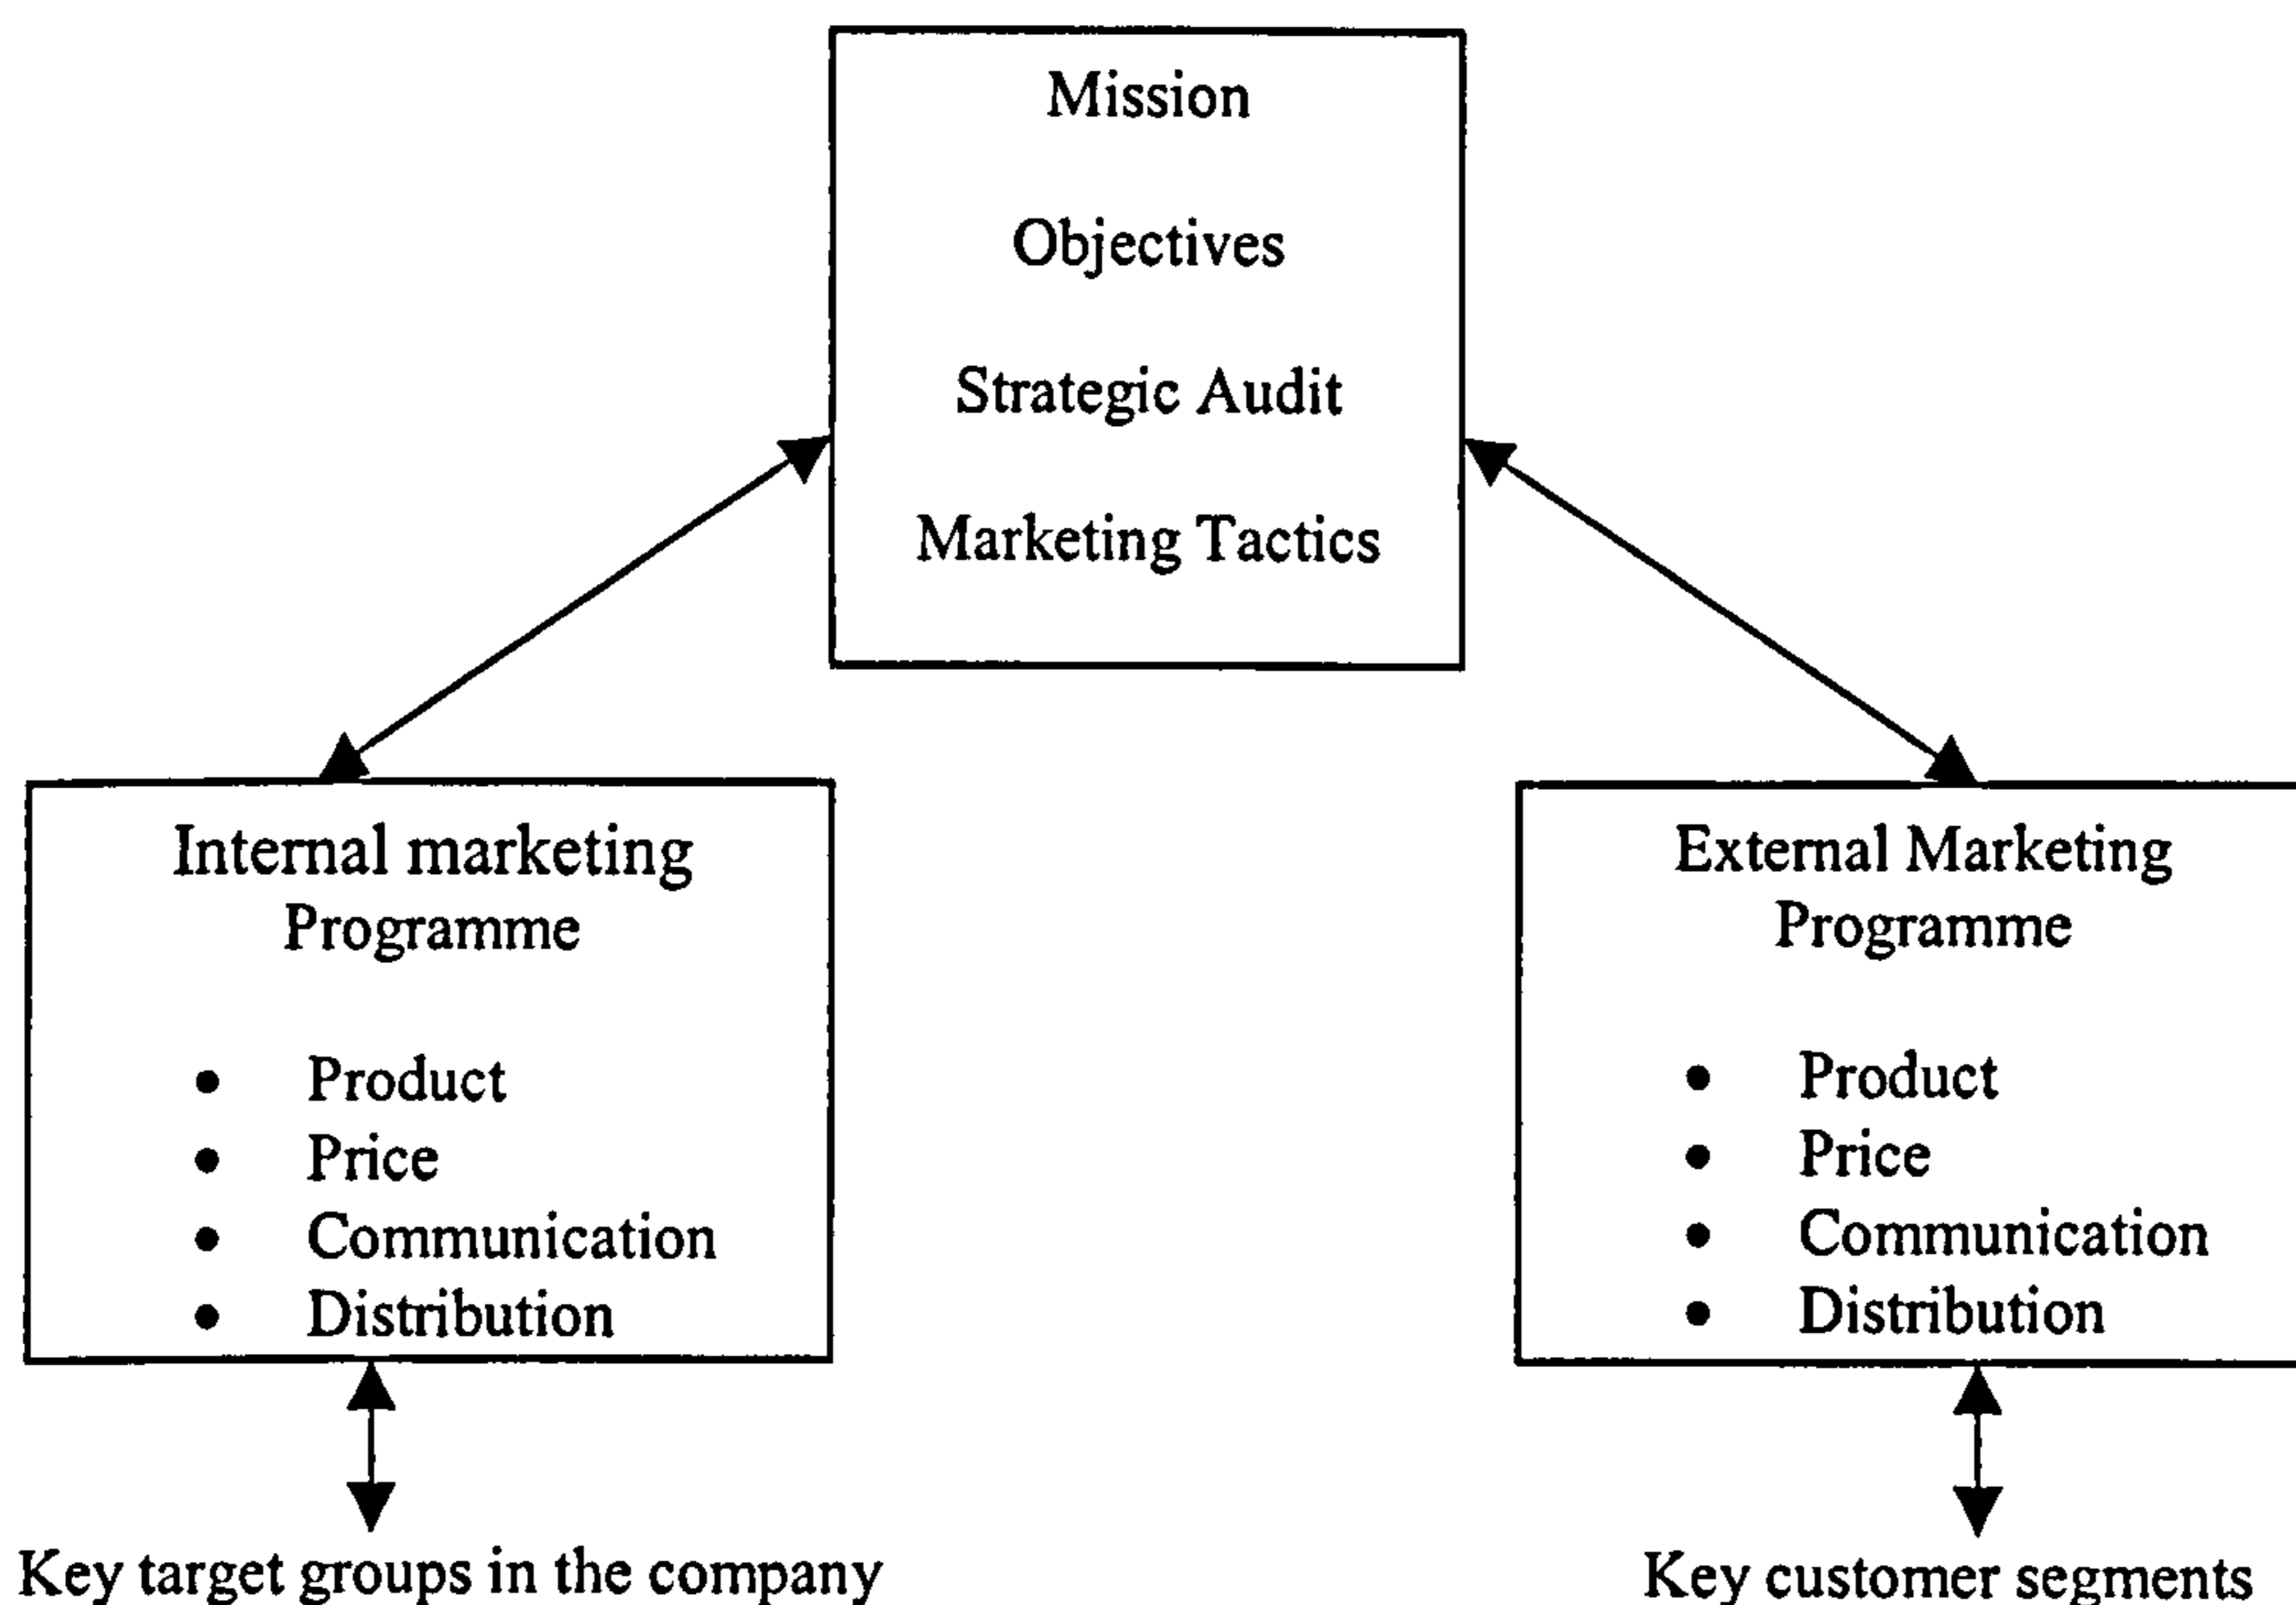 Mission
Objectives
Strategic Audit
Marketing Tactics
Internal marketing
Programme
• Product
• Price
• Communication
• Distribution
Key target groups in the company
External Marketing
Programme
• Product
• Price
• Communication
• Distribution
Key customer segments